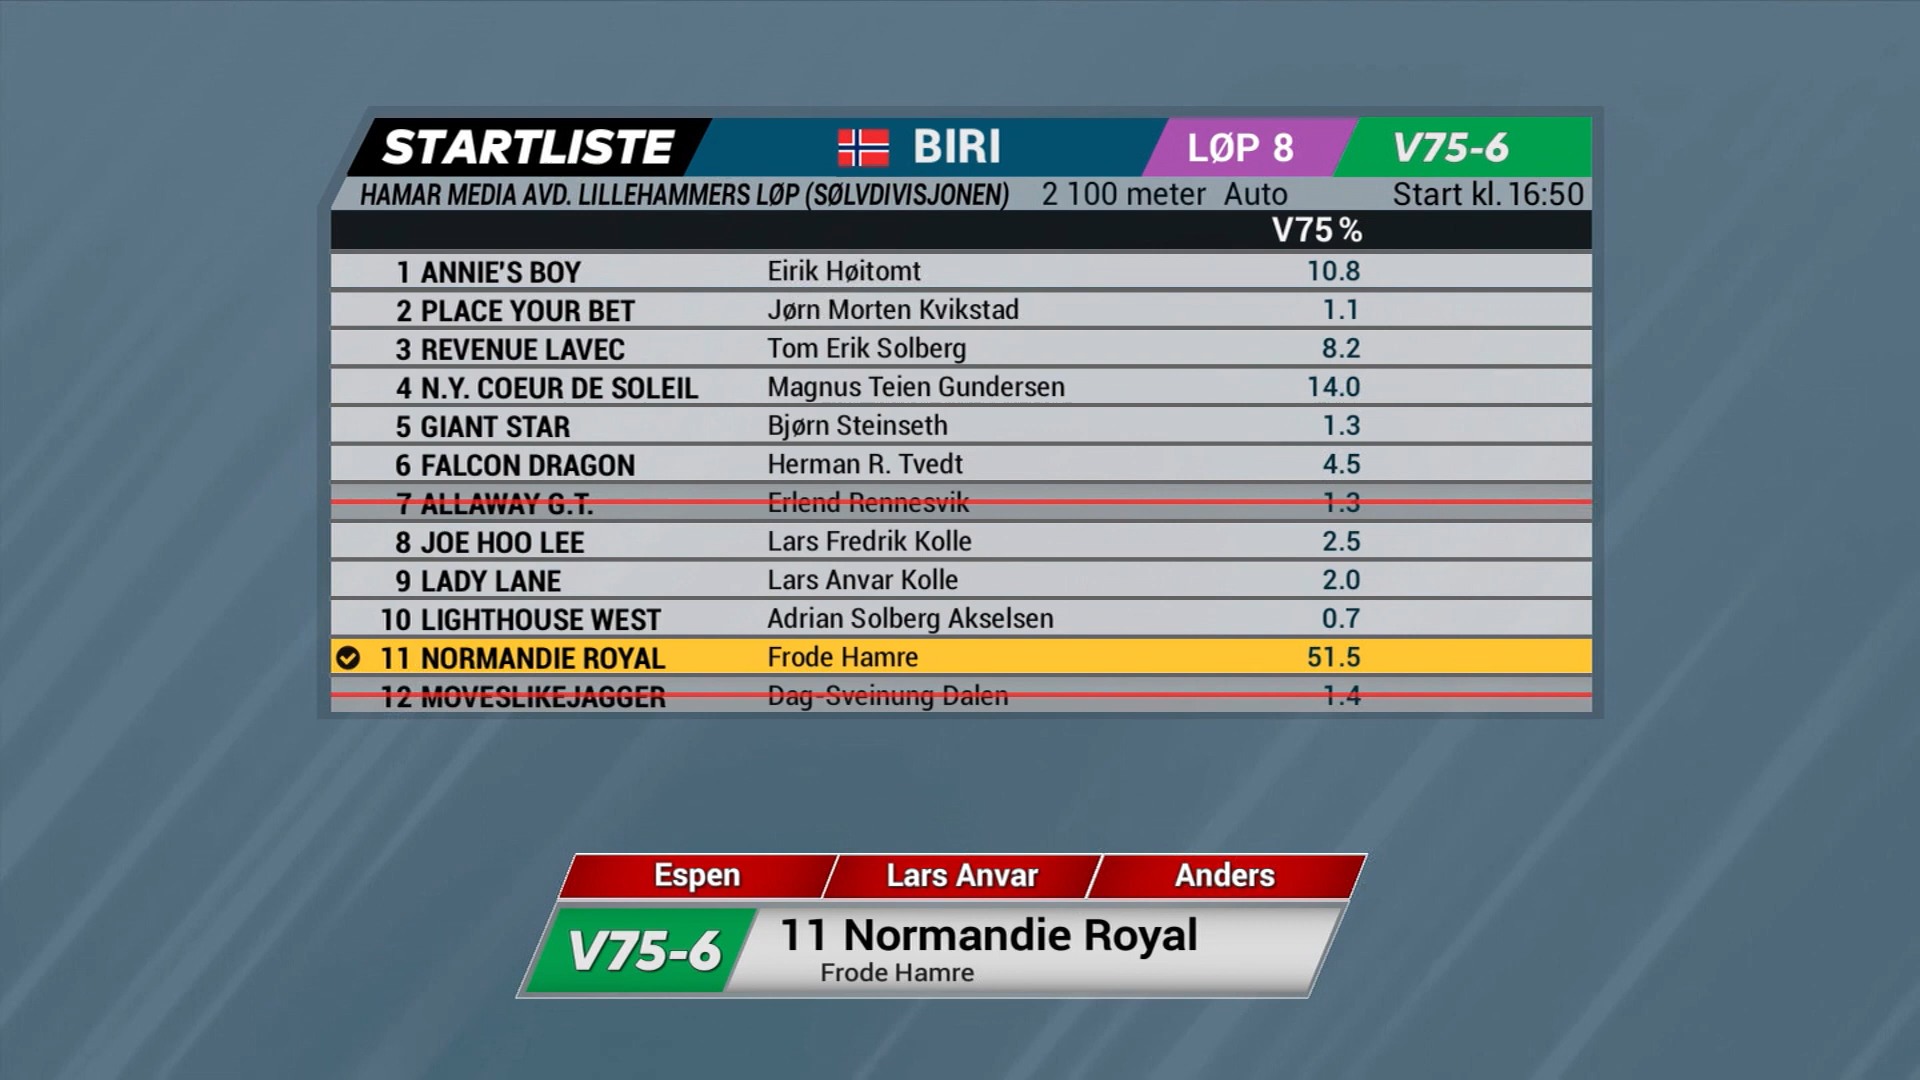 STARTLISTE BIRI LØP 8 V75-6
HAMAR MEDIA AVD. LILLEHAMMERS LØP (SØLVDIVISJONEN) 2 100 meter Auto Start kl. 16:50
V75 %
1 ANNIE'S BOY Eirik Høitomt 10.8
2 PLACE YOUR BET Jørn Morten Kvikstad 1.1
3 REVENUE LAVEC Tom Erik Solberg 8.2
4 N.Y. COEUR DE SOLEIL Magnus Teien Gundersen 14.0
5 GIANT STAR Bjørn Steinseth 1.3
6 FALCON DRAGON Herman R. Tvedt 4.5
7 ALLAWAY G.T. Erlend Rennesvik 1.3
8 JOE HOO LEE Lars Fredrik Kolle 2.5
9 LADY LANE Lars Anvar Kolle 2.0
10 LIGHTHOUSE WEST Adrian Solberg Akselsen 0.7
11 NORMANDIE ROYAL Frode Hamre 51.5
12 MOVESLIKEJAGGER Dag-Sveinung Dalen 1.4
Espen Lars Anvar Anders
V75-6 11 Normandie Royal
Frode Hamre